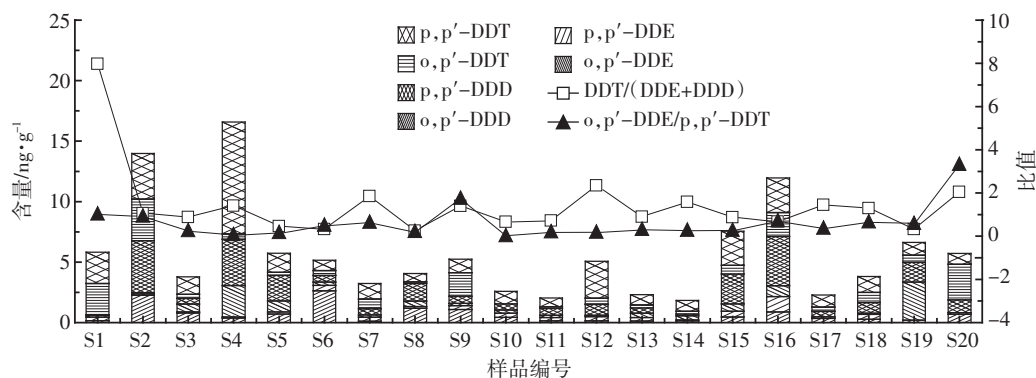 25
20
15
10
5
0
含量/ng·g⁻¹
p,p′-DDT
o,p′-DDT
p,p′-DDD
o,p′-DDD
p,p′-DDE
o,p′-DDE
DDT/(DDE+DDD)
o,p′-DDE/p,p′-DDT
10
8
6
4
2
0
-2
-4
比值
S1 S2 S3 S4 S5 S6 S7 S8 S9 S10 S11 S12 S13 S14 S15 S16 S17 S18 S19 S20
样品编号